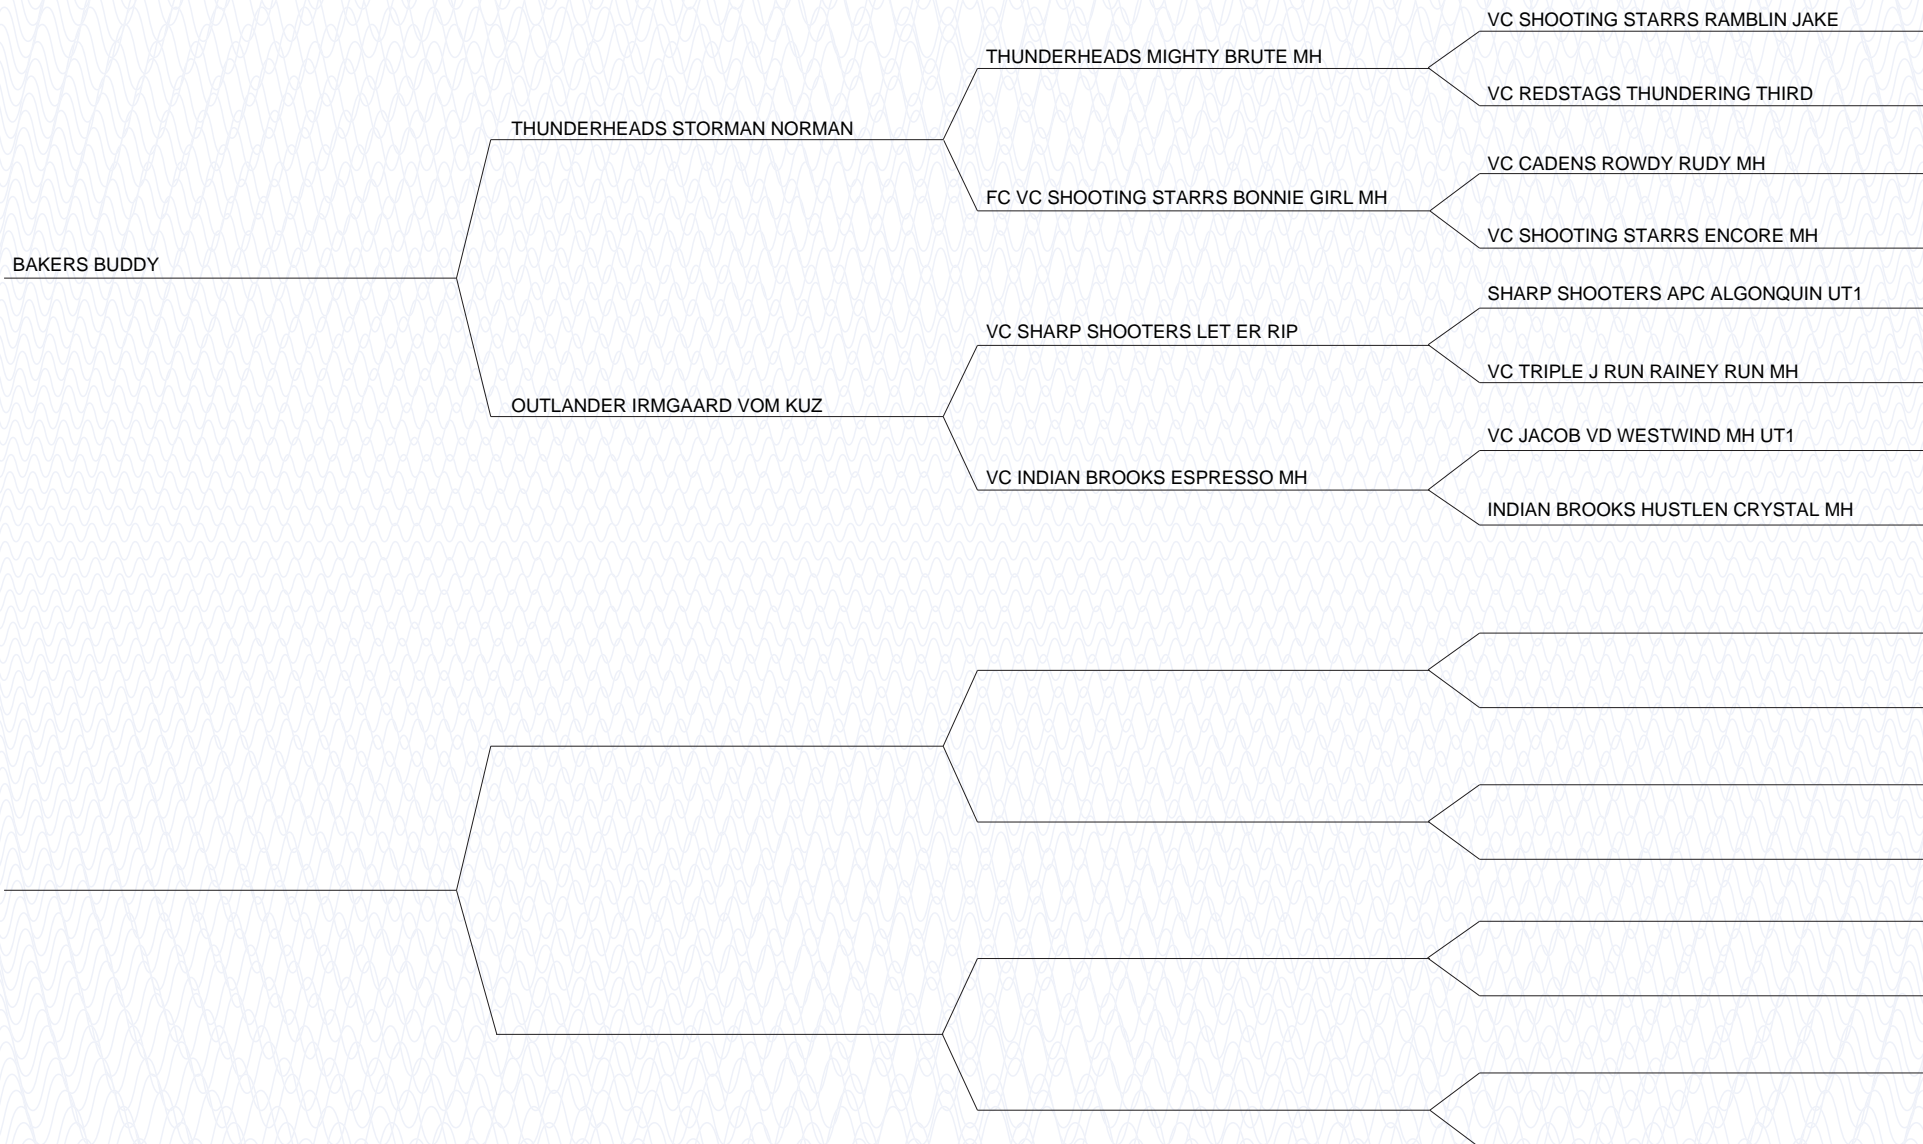 VC SHOOTING STARRS RAMBLIN JAKE
THUNDERHEADS MIGHTY BRUTE MH
VC REDSTAGS THUNDERING THIRD
THUNDERHEADS STORMAN NORMAN
VC CADENS ROWDY RUDY MH
FC VC SHOOTING STARRS BONNIE GIRL MH
VC SHOOTING STARRS ENCORE MH
BAKERS BUDDY
SHARP SHOOTERS APC ALGONQUIN UT1
VC SHARP SHOOTERS LET ER RIP
VC TRIPLE J RUN RAINEY RUN MH
OUTLANDER IRMGAARD VOM KUZ
VC JACOB VD WESTWIND MH UT1
VC INDIAN BROOKS ESPRESSO MH
INDIAN BROOKS HUSTLEN CRYSTAL MH